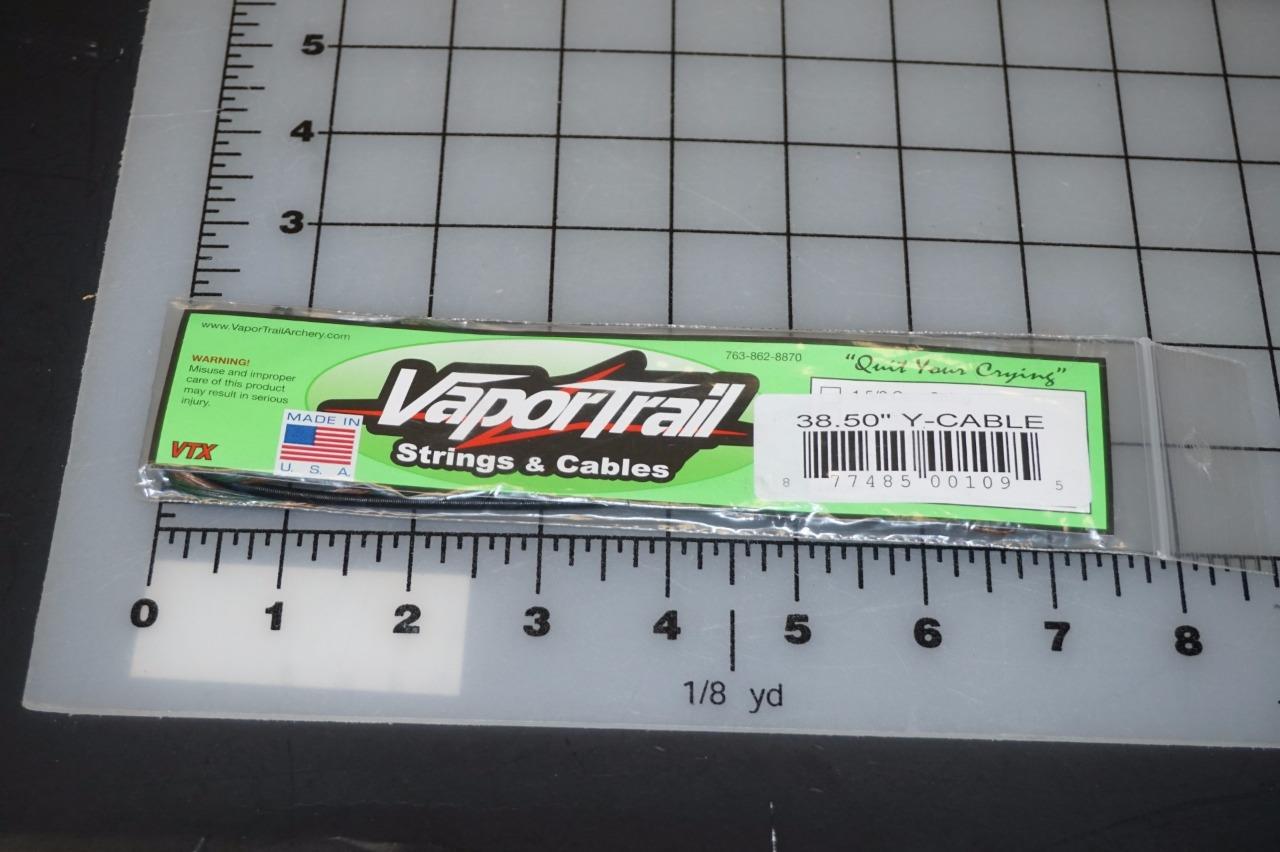 5
4
3
www.VaporTrailArchery.com
763-862-8870
"Quit Your Crying"
WARNING!
Misuse and improper
care of this product
may result in serious
injury.
VaporTrail
Strings & Cables
MADE IN
U. S. A.
VTX
38.50" Y-CABLE
8 77485 00109 5
0 1 2 3 4 5 6 7 8
1/8 yd